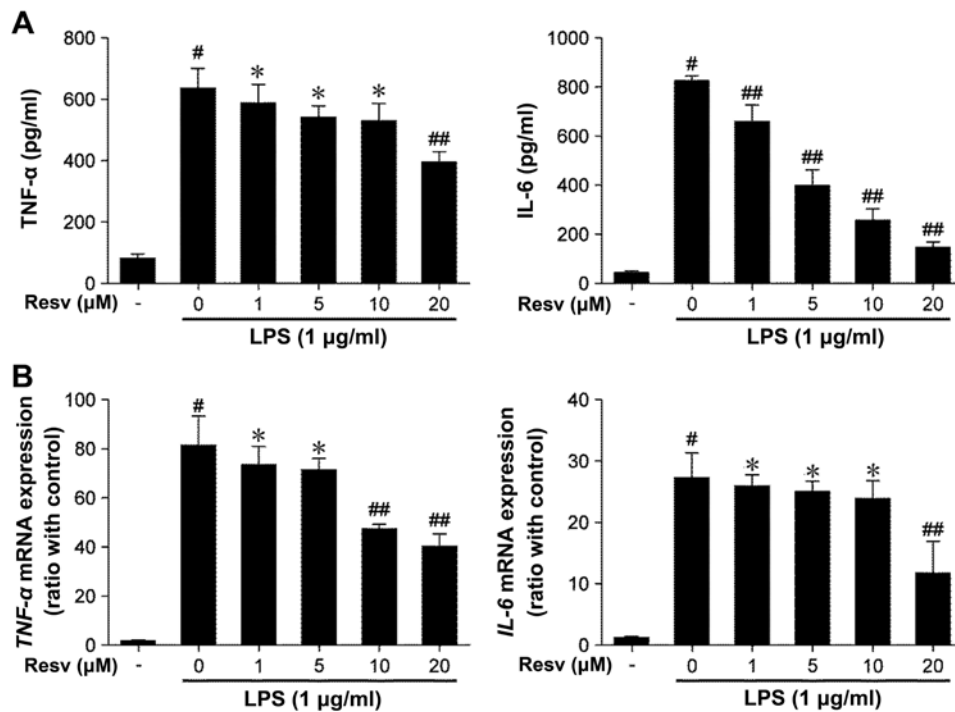 A
TNF-α (pg/ml)
800
600
400
200
0
#
*
*
*
##
Resv (μM)
- 0 1 5 10 20
LPS (1 μg/ml)
IL-6 (pg/ml)
1000
800
600
400
200
0
#
##
##
##
##
Resv (μM)
- 0 1 5 10 20
LPS (1 μg/ml)
B
TNF-α mRNA expression
(ratio with control)
100
80
60
40
20
0
#
*
*
##
##
Resv (μM)
- 0 1 5 10 20
LPS (1 μg/ml)
IL-6 mRNA expression
(ratio with control)
40
30
20
10
0
#
*
*
*
##
Resv (μM)
- 0 1 5 10 20
LPS (1 μg/ml)